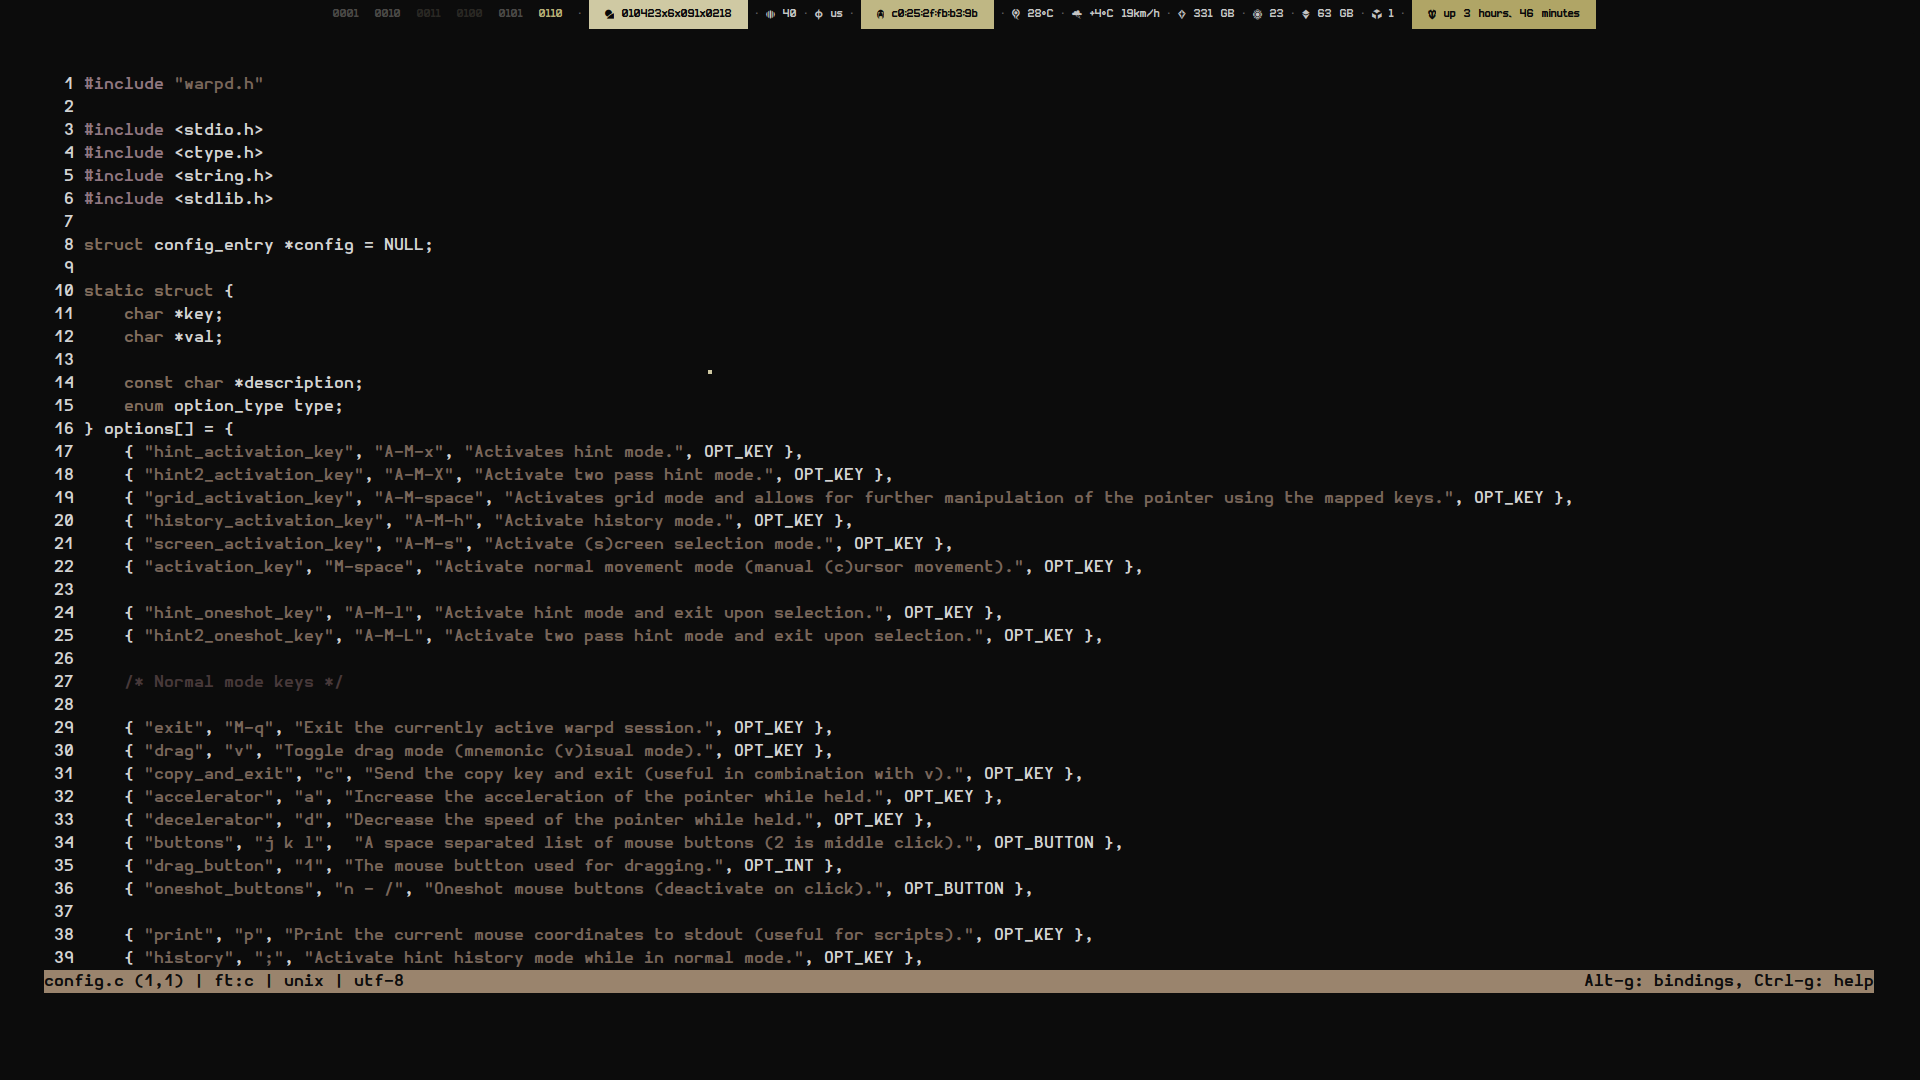 0001 0010 0011 0100 0101 0110 · 010423x6x091x0218 · 40 · us · c0:25:2f:fb:b3:9b · 28°C · +4°C 19km/h · 331 GB · 23 · 63 GB · 1 · up 3 hours, 46 minutes
1 #include "warpd.h"
2
3 #include <stdio.h>
4 #include <ctype.h>
5 #include <string.h>
6 #include <stdlib.h>
7
8 struct config_entry *config = NULL;
9
10 static struct {
11     char *key;
12     char *val;
13
14     const char *description;
15     enum option_type type;
16 } options[] = {
17     { "hint_activation_key", "A-M-x", "Activates hint mode.", OPT_KEY },
18     { "hint2_activation_key", "A-M-X", "Activate two pass hint mode.", OPT_KEY },
19     { "grid_activation_key", "A-M-space", "Activates grid mode and allows for further manipulation of the pointer using the mapped keys.", OPT_KEY },
20     { "history_activation_key", "A-M-h", "Activate history mode.", OPT_KEY },
21     { "screen_activation_key", "A-M-s", "Activate (s)creen selection mode.", OPT_KEY },
22     { "activation_key", "M-space", "Activate normal movement mode (manual (c)ursor movement).", OPT_KEY },
23
24     { "hint_oneshot_key", "A-M-l", "Activate hint mode and exit upon selection.", OPT_KEY },
25     { "hint2_oneshot_key", "A-M-L", "Activate two pass hint mode and exit upon selection.", OPT_KEY },
26
27     /* Normal mode keys */
28
29     { "exit", "M-q", "Exit the currently active warpd session.", OPT_KEY },
30     { "drag", "v", "Toggle drag mode (mnemonic (v)isual mode).", OPT_KEY },
31     { "copy_and_exit", "c", "Send the copy key and exit (useful in combination with v).", OPT_KEY },
32     { "accelerator", "a", "Increase the acceleration of the pointer while held.", OPT_KEY },
33     { "decelerator", "d", "Decrease the speed of the pointer while held.", OPT_KEY },
34     { "buttons", "j k l",  "A space separated list of mouse buttons (2 is middle click).", OPT_BUTTON },
35     { "drag_button", "1", "The mouse buttton used for dragging.", OPT_INT },
36     { "oneshot_buttons", "n - /", "Oneshot mouse buttons (deactivate on click).", OPT_BUTTON },
37
38     { "print", "p", "Print the current mouse coordinates to stdout (useful for scripts).", OPT_KEY },
39     { "history", ";", "Activate hint history mode while in normal mode.", OPT_KEY },
config.c (1,1) | ft:c | unix | utf-8 Alt-g: bindings, Ctrl-g: help